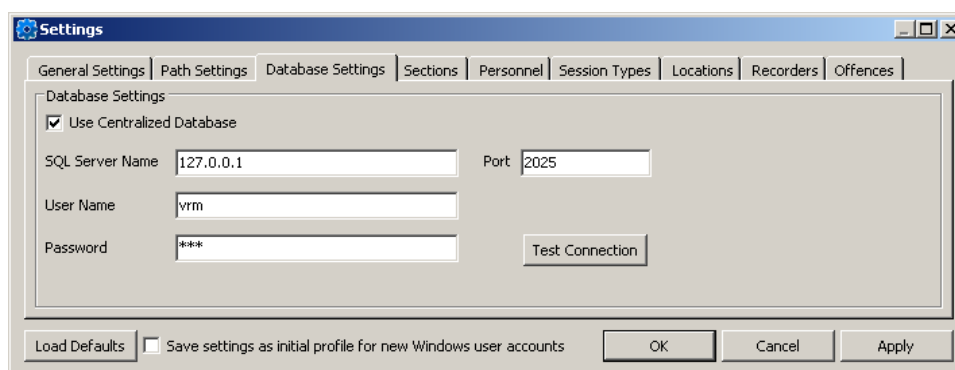 Settings
General Settings Path Settings Database Settings Sections Personnel Session Types Locations Recorders Offences
Database Settings
Use Centralized Database
SQL Server Name 127.0.0.1 Port 2025
User Name vrm
Password ***
Test Connection
Load Defaults Save settings as initial profile for new Windows user accounts OK Cancel Apply